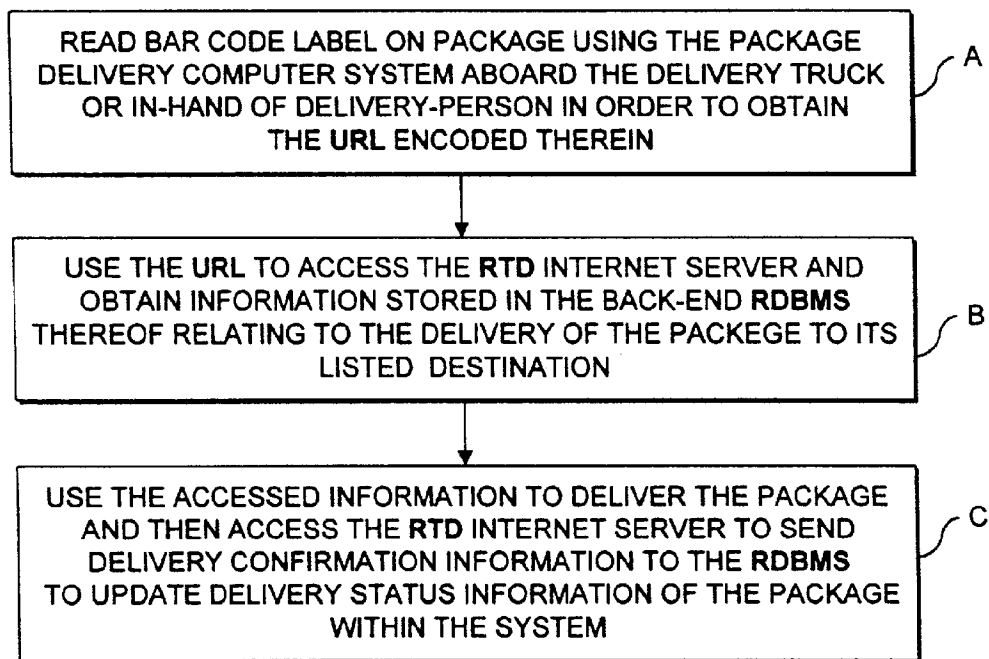 READ BAR CODE LABEL ON PACKAGE USING THE PACKAGE
DELIVERY COMPUTER SYSTEM ABOARD THE DELIVERY TRUCK
OR IN-HAND OF DELIVERY-PERSON IN ORDER TO OBTAIN
THE URL ENCODED THEREIN
A
USE THE URL TO ACCESS THE RTD INTERNET SERVER AND
OBTAIN INFORMATION STORED IN THE BACK-END RDBMS
THEREOF RELATING TO THE DELIVERY OF THE PACKEGE TO ITS
LISTED DESTINATION
B
USE THE ACCESSED INFORMATION TO DELIVER THE PACKAGE
AND THEN ACCESS THE RTD INTERNET SERVER TO SEND
DELIVERY CONFIRMATION INFORMATION TO THE RDBMS
TO UPDATE DELIVERY STATUS INFORMATION OF THE PACKAGE
WITHIN THE SYSTEM
C